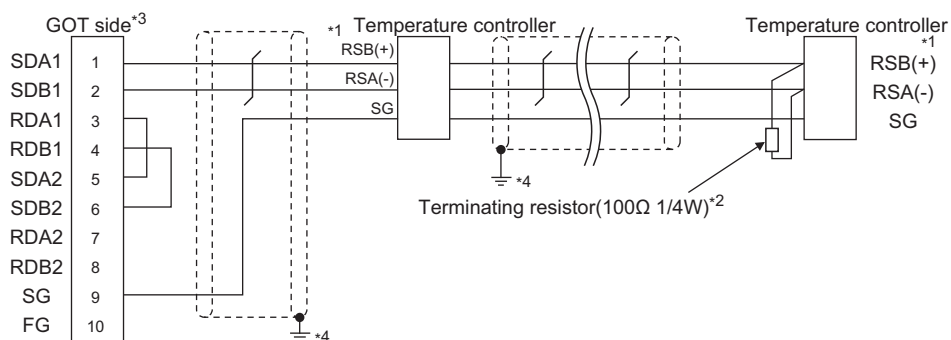 GOT side*3
*1 Temperature controller
Temperature controller
*1
SDA1 1 RSB(+) RSB(+)
SDB1 2 RSA(-) RSA(-)
RDA1 3 SG SG
RDB1 4
SDA2 5 *4
SDB2 6 Terminating resistor(100Ω 1/4W)*2
RDA2 7
RDB2 8
SG 9
FG 10 *4